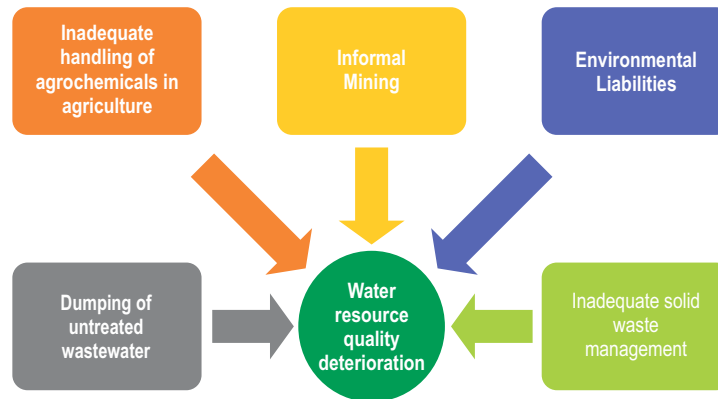 Inadequate
handling of
agrochemicals in
agriculture
Informal
Mining
Environmental
Liabilities
Dumping of
untreated
wastewater
Water
resource
quality
deterioration
Inadequate solid
waste
management